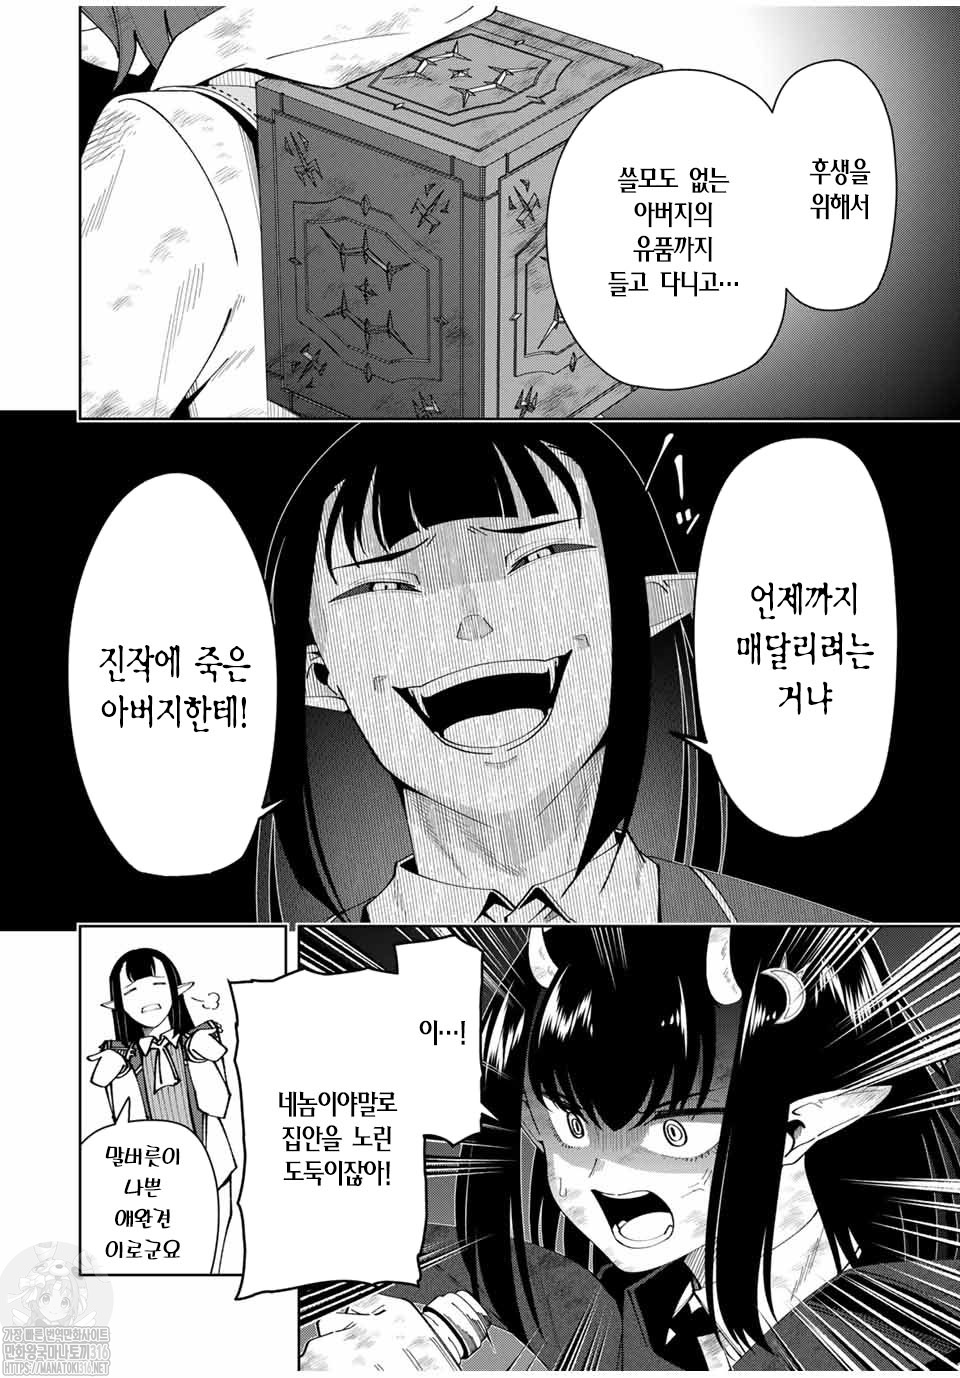 후생을
위해서
쓸모도 없는
아버지의
유품까지
들고 다니고…
언제까지
매달리려는
거냐
진작에 죽은
아버지한테!
이…!
네놈이야말로
집안을 노린
도둑이잖아!
말버릇이
나쁜
애완견
이로군요
가장 빠른 번역만화사이트
만화왕국마나토끼316
HTTPS://MANATOKI316.NET